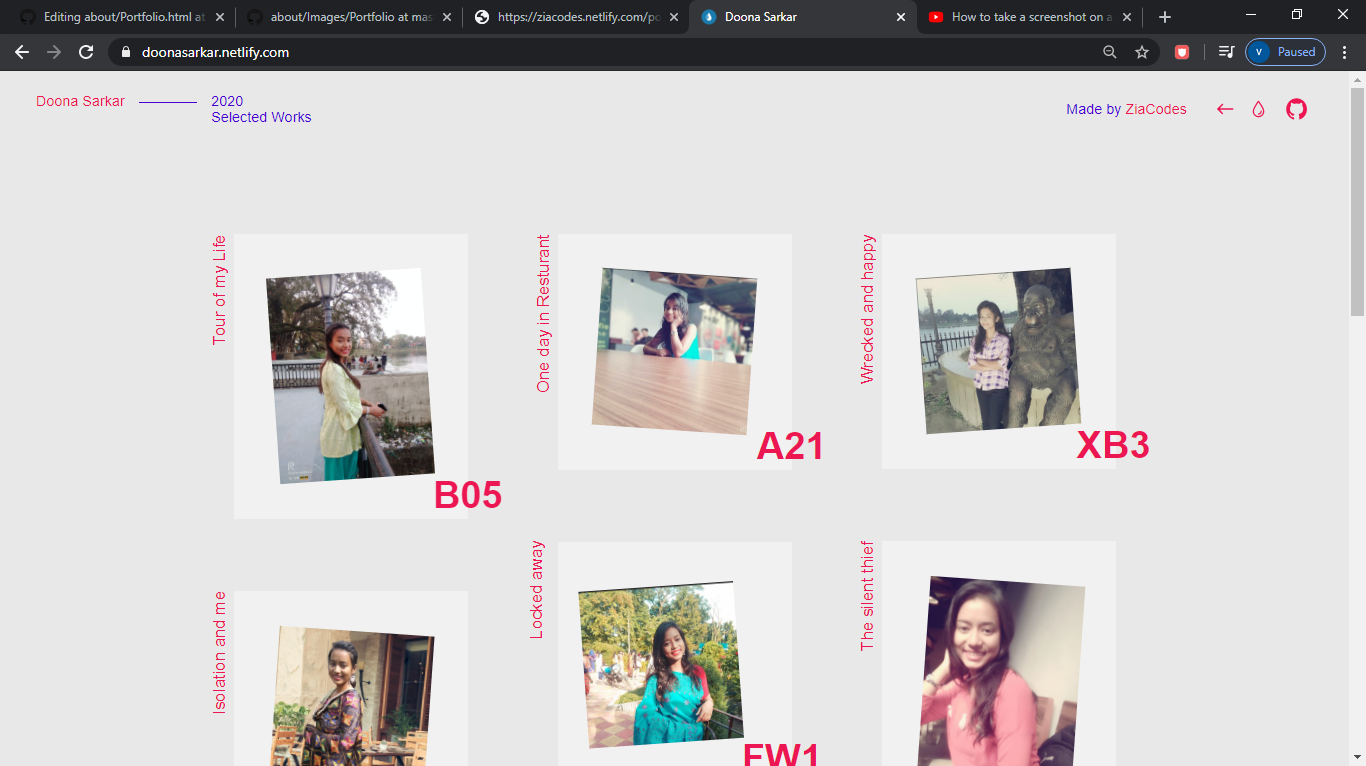 Editing about/Portfolio.html at
about/Images/Portfolio at mas
https://ziacodes.netlify.com/po
Doona Sarkar
How to take a screenshot on a
doonasarkar.netlify.com
V
Paused
Doona Sarkar
2020
Selected Works
Made by ZiaCodes
Tour of my Life
B05
One day in Resturant
A21
Wrecked and happy
XB3
Isolation and me
Locked away
FW1
The silent thief